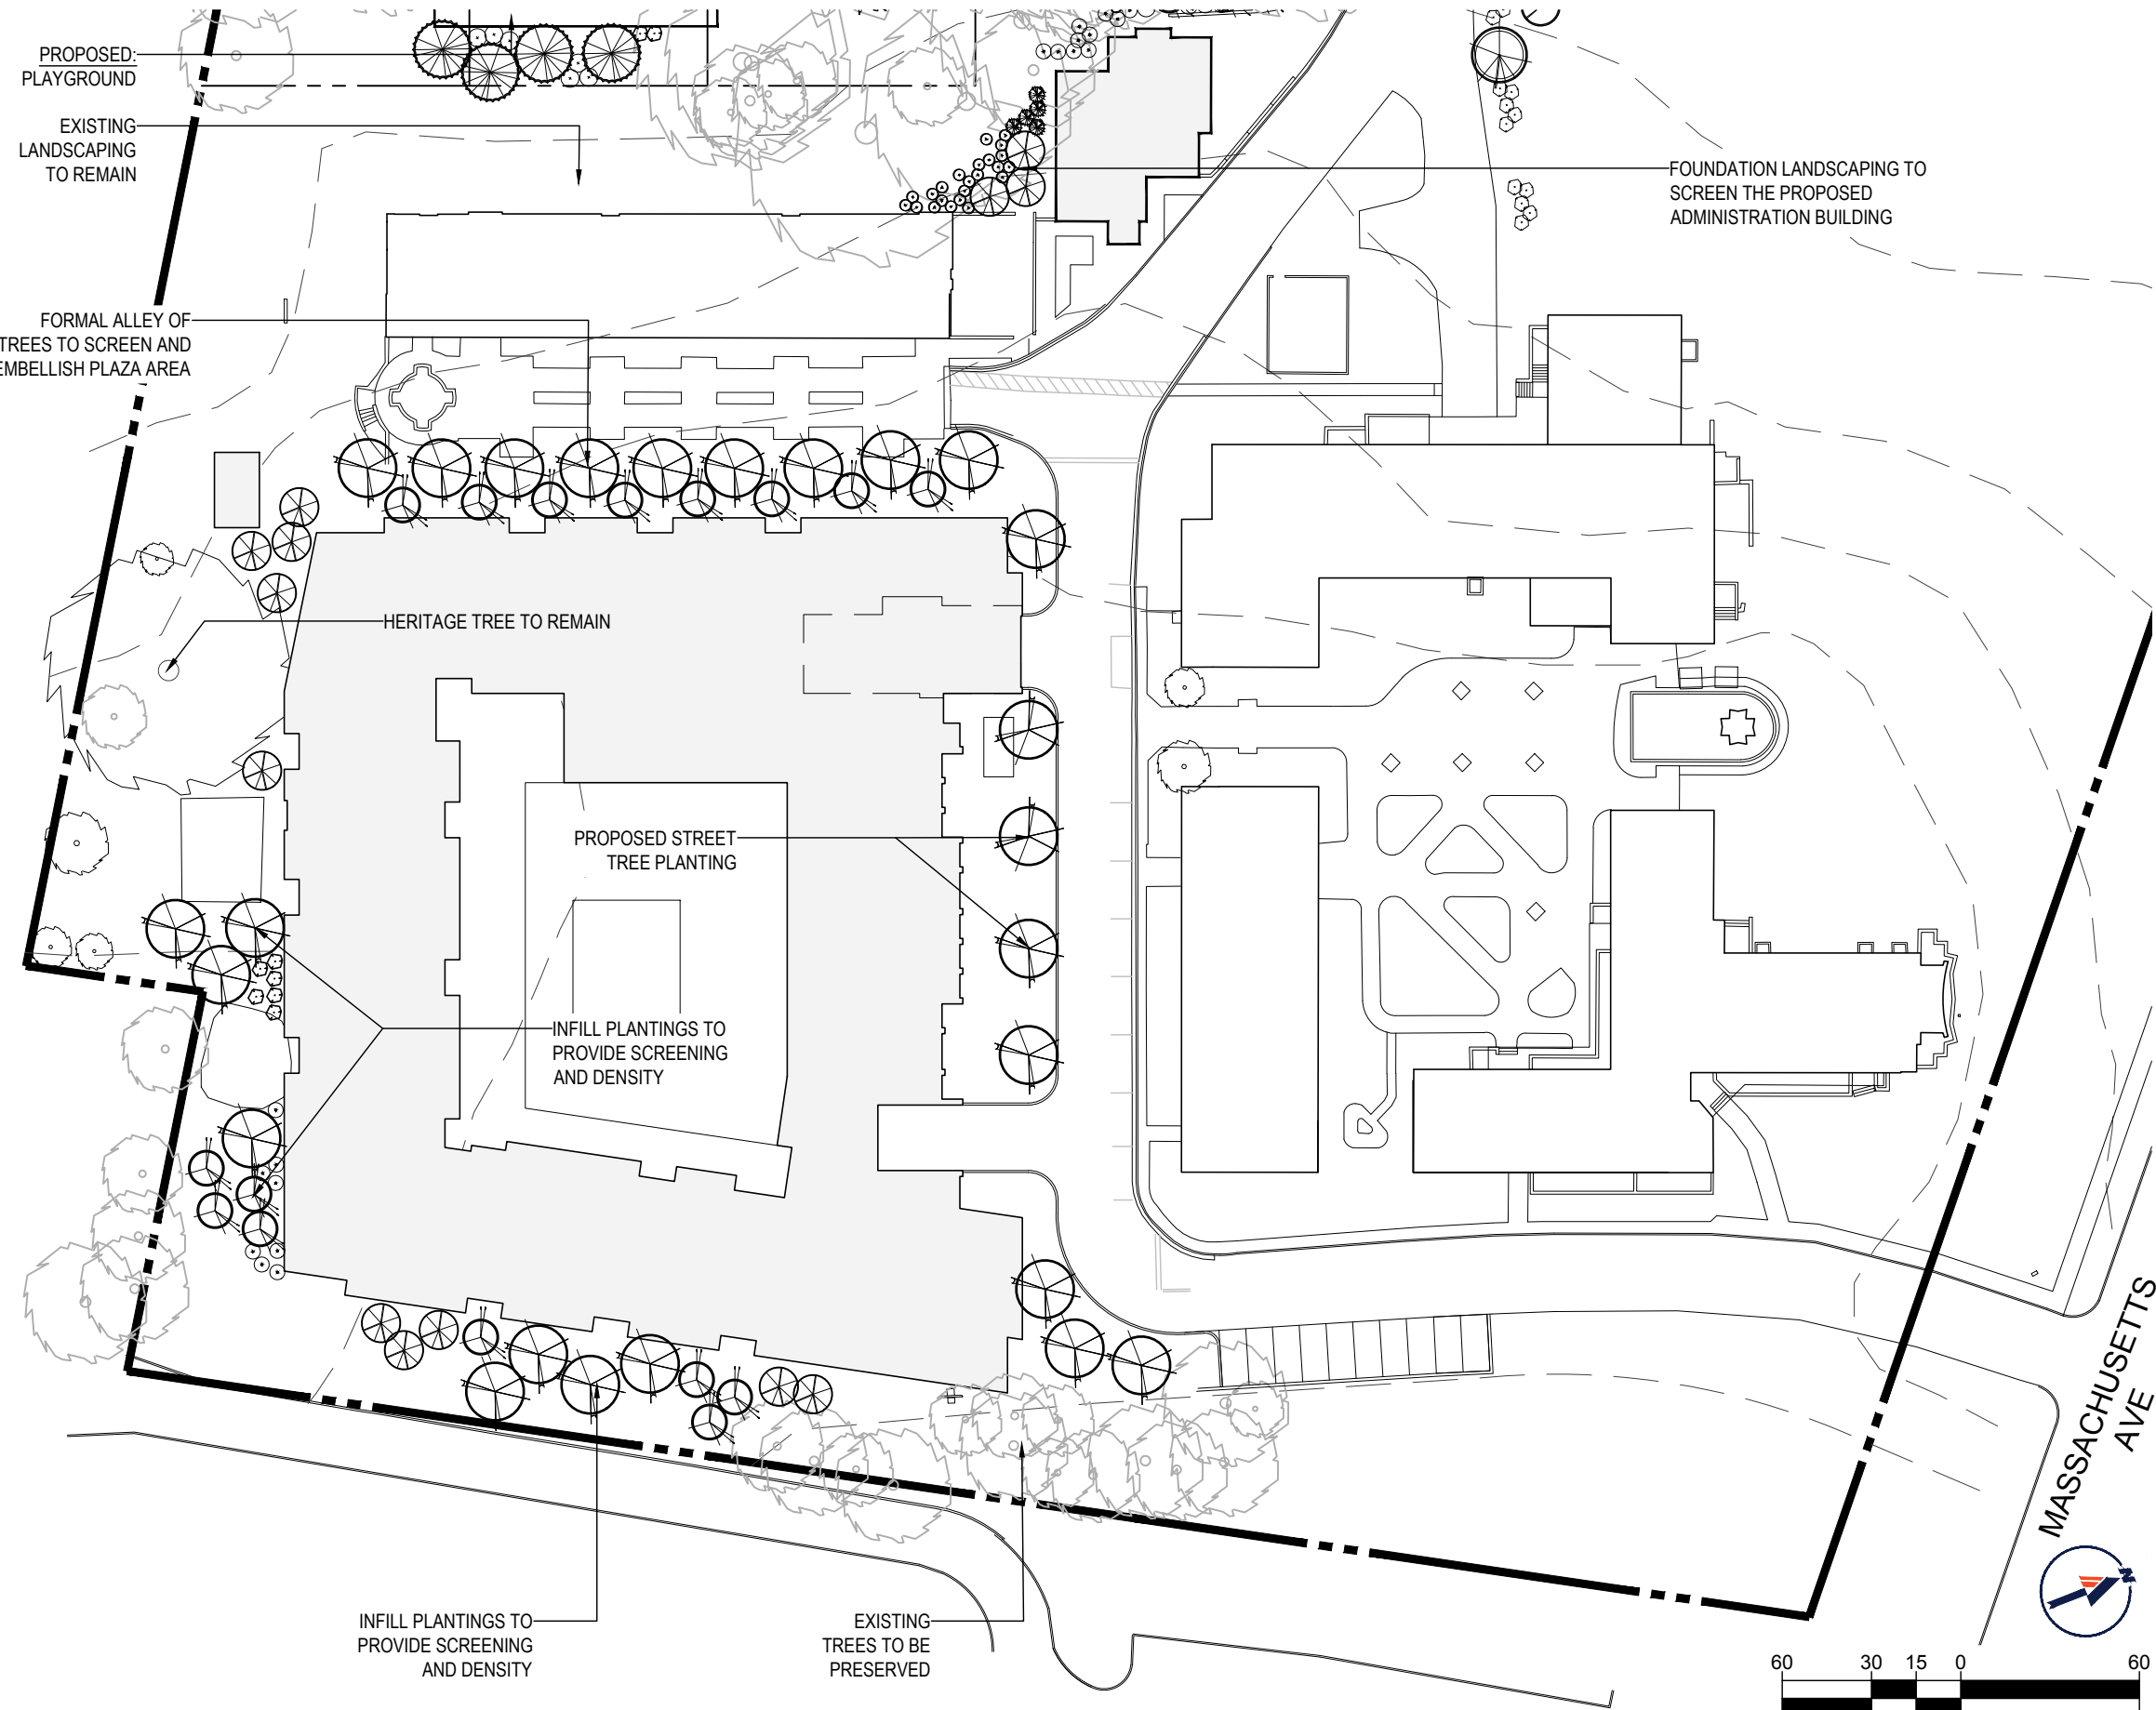 PROPOSED:
PLAYGROUND
EXISTING
LANDSCAPING
TO REMAIN
FOUNDATION LANDSCAPING TO
SCREEN THE PROPOSED
ADMINISTRATION BUILDING
FORMAL ALLEY OF
TREES TO SCREEN AND
EMBELLISH PLAZA AREA
HERITAGE TREE TO REMAIN
PROPOSED STREET
TREE PLANTING
INFILL PLANTINGS TO
PROVIDE SCREENING
AND DENSITY
MASSACHUSETTS
AVE
N
INFILL PLANTINGS TO
PROVIDE SCREENING
AND DENSITY
EXISTING
TREES TO BE
PRESERVED
60 30 15 0 60